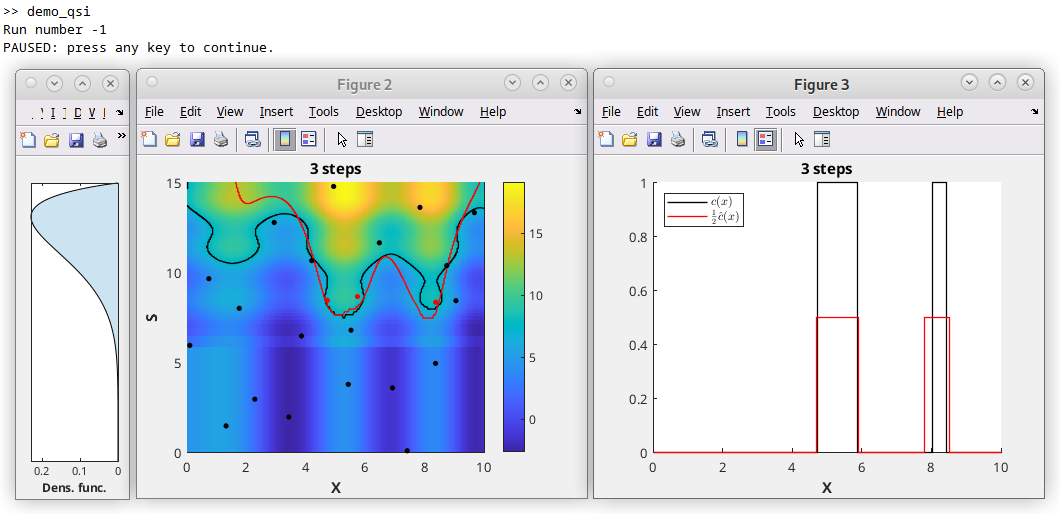 >> demo_qsi
Run number -1
PAUSED: press any key to continue.
Figure 2
Figure 3
File Edit View Insert Tools Desktop Window Help
File Edit View Insert Tools Desktop Window Help
3 steps
3 steps
15
10
5
0
S
0 2 4 6 8 10
X
15
10
5
0
1
0.8
0.6
0.4
0.2
0
c(x)
½ĉ(x)
0 2 4 6 8 10
X
0.2 0.1 0
Dens. func.